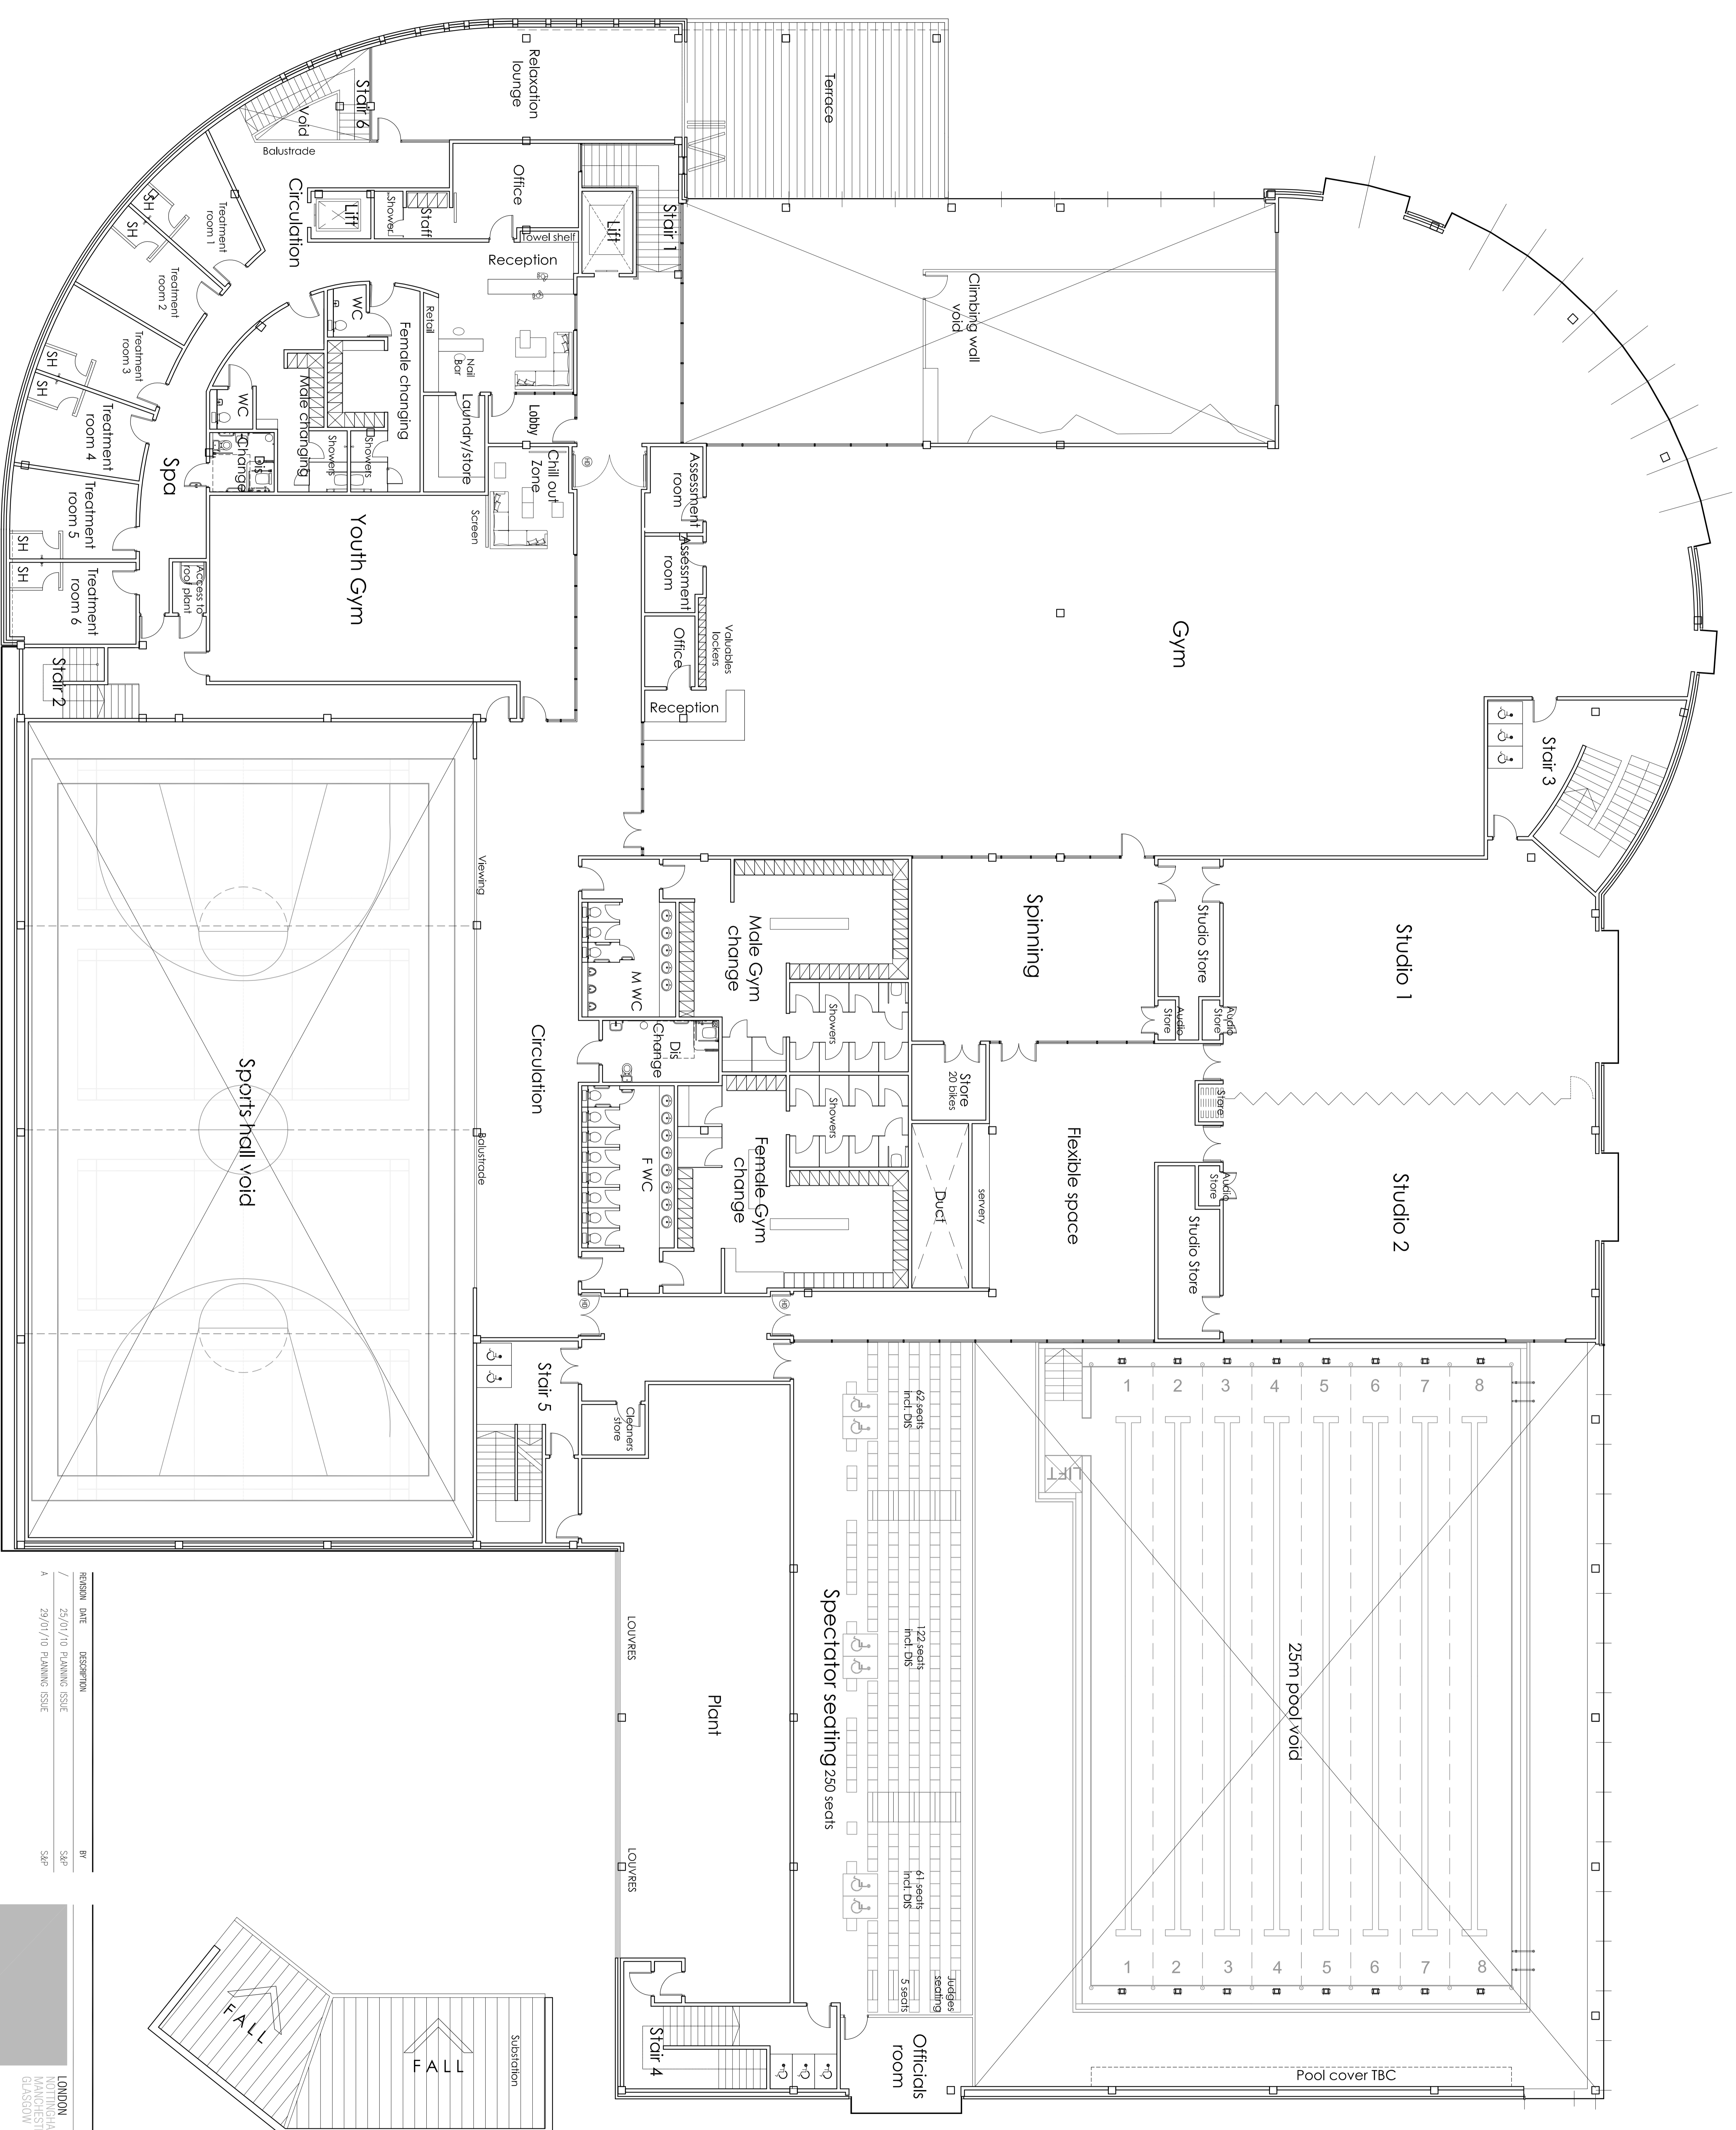 Relaxation
lounge
Terrace
Stair 6
Void
Balustrade
Office
Staff
Shower
Lift
Circulation
Lift
Stair 1
Towel shelf
Reception
SH
SH
SH
SH
SH
SH
Treatment
room 1
Treatment
room 2
Treatment
room 3
Treatment
room 4
Treatment
room 5
Treatment
room 6
Spa
WC
Female changing
Retail
Nail
Bar
Male changing
WC
Dis
Change
Showers
Showers
Laundry/store
Lobby
Chill out
Zone
Screen
Youth Gym
Access to
roof plant
Stair 2
Climbing wall
void
Assessment
room
Assessment
room
Office
Valuables
lockers
Reception
Gym
Stair 3
HO
Viewing
Balustrade
Sports hall void
Circulation
M WC
Dis
Change
F WC
Male Gym
change
Female Gym
change
Showers
Showers
Spinning
Store
20 bikes
Duct
servery
Flexible space
Studio Store
Audio
Store
Audio
Store
Store
Audio
Store
Studio Store
Studio 1
Studio 2
HO
HO
Stair 5
Cleaners
store
Plant
LOUVRES
LOUVRES
Spectator seating 250 seats
62 seats
incl. DIS
122 seats
incl. DIS
61 seats
incl. DIS
Judges
seating
5 seats
Officials
room
Stair 4
LIFT
1 2 3 4 5 6 7 8
25m pool void
1 2 3 4 5 6 7 8
Pool cover TBC
FALL
FALL
Substation
REVISION DATE DESCRIPTION BY
/ 25/01/10 PLANNING ISSUE S&P
A 29/01/10 PLANNING ISSUE S&P
LONDON
NOTTINGHA
MANCHEST
GLASGOW